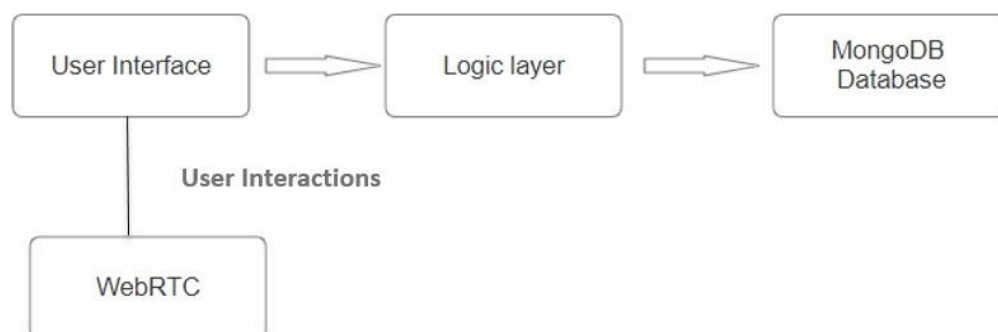 User Interface
Logic layer
MongoDB
Database
User Interactions
WebRTC